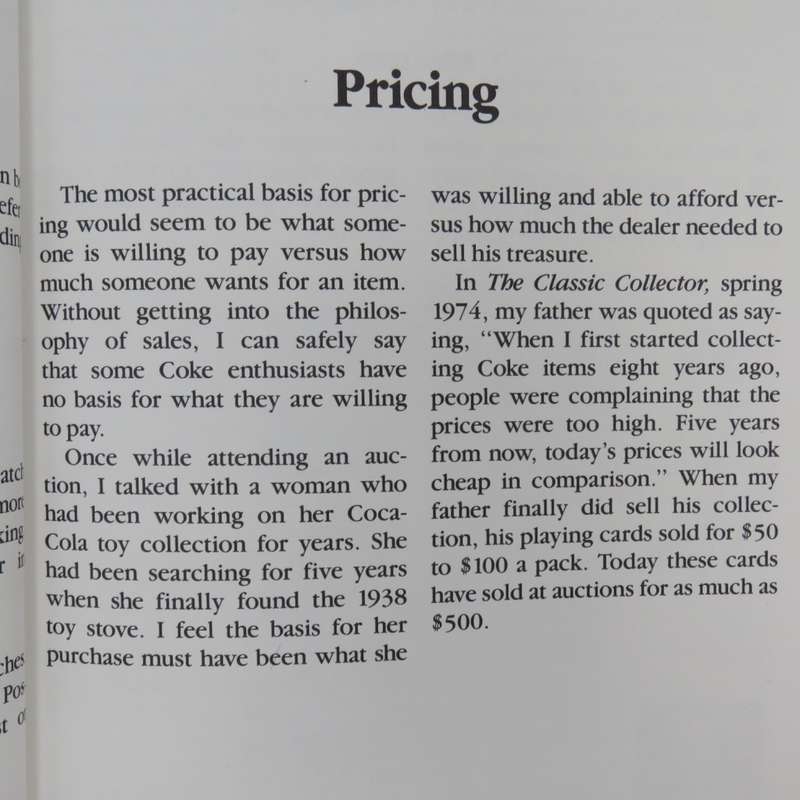 Pricing
The most practical basis for pric-
ing would seem to be what some-
one is willing to pay versus how
much someone wants for an item.
Without getting into the philos-
ophy of sales, I can safely say
that some Coke enthusiasts have
no basis for what they are willing
to pay.
Once while attending an auc-
tion, I talked with a woman who
had been working on her Coca-
Cola toy collection for years. She
had been searching for five years
when she finally found the 1938
toy stove. I feel the basis for her
purchase must have been what she
was willing and able to afford ver-
sus how much the dealer needed to
sell his treasure.
In The Classic Collector, spring
1974, my father was quoted as say-
ing, “When I first started collect-
ing Coke items eight years ago,
people were complaining that the
prices were too high. Five years
from now, today’s prices will look
cheap in comparison.” When my
father finally did sell his collec-
tion, his playing cards sold for $50
to $100 a pack. Today these cards
have sold at auctions for as much as
$500.